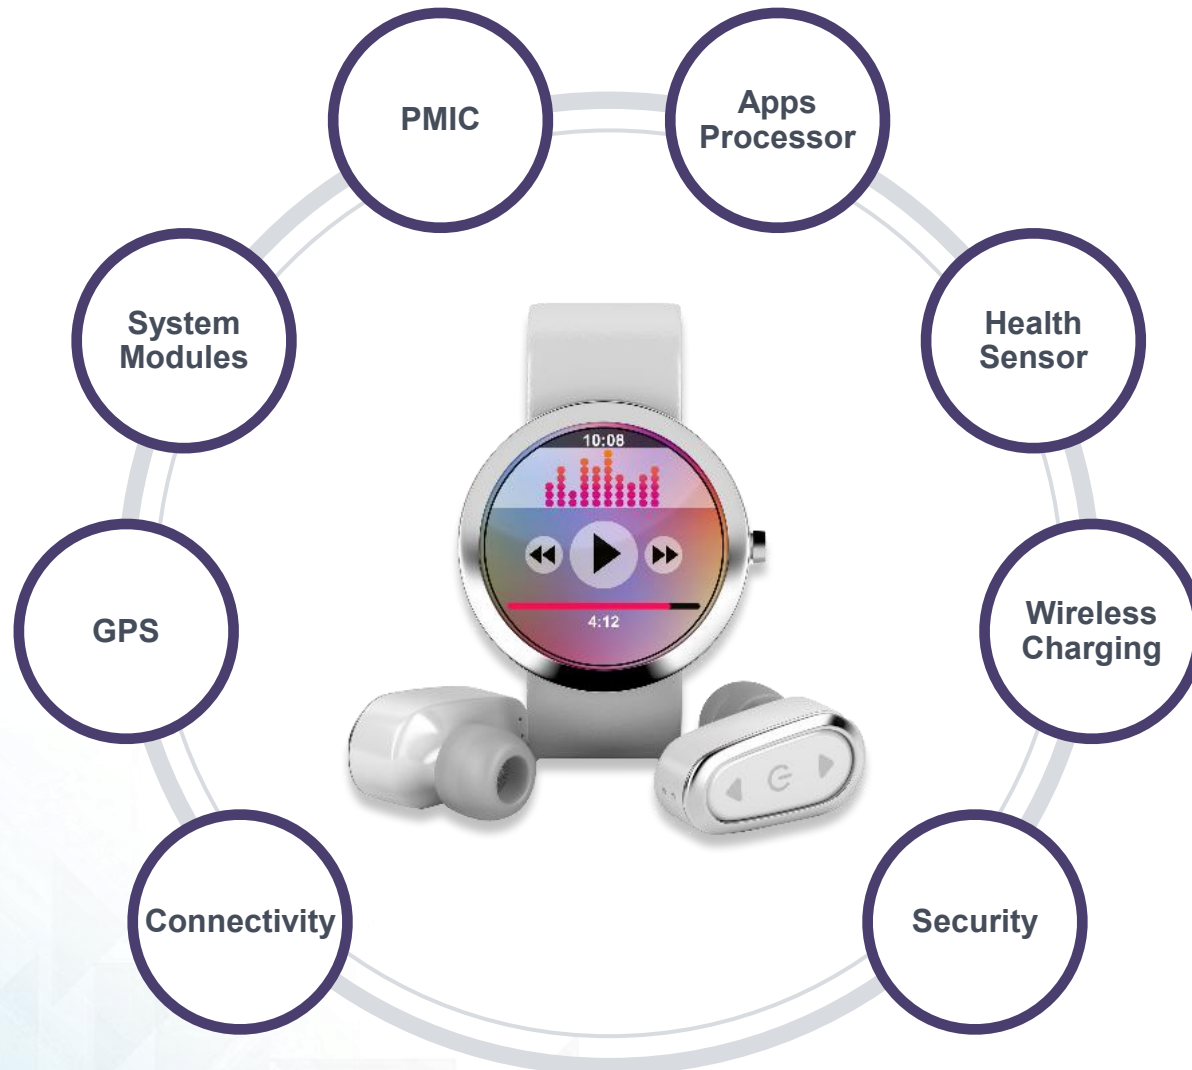 PMIC
Apps
Processor
System
Modules
Health
Sensor
10:08
4:12
GPS
Wireless
Charging
Connectivity
Security